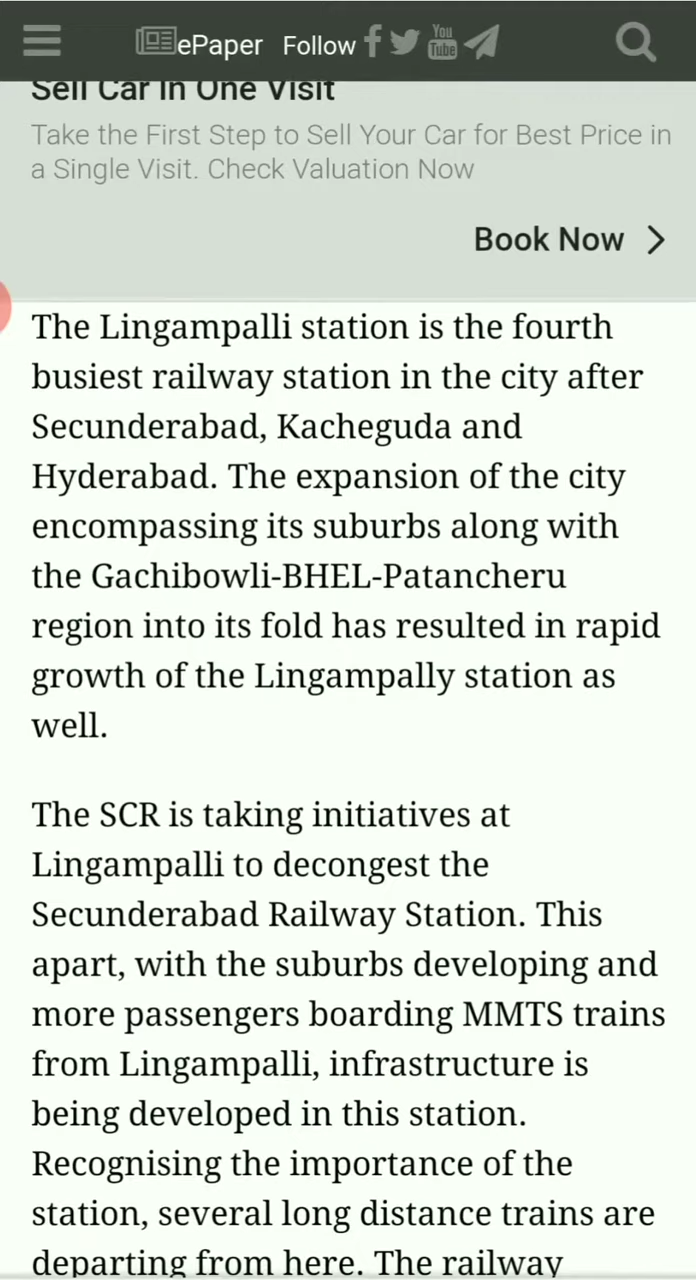 ePaper Follow You Tube
Sell Car in One Visit
Take the First Step to Sell Your Car for Best Price in
a Single Visit. Check Valuation Now
Book Now
The Lingampalli station is the fourth
busiest railway station in the city after
Secunderabad, Kacheguda and
Hyderabad. The expansion of the city
encompassing its suburbs along with
the Gachibowli-BHEL-Patancheru
region into its fold has resulted in rapid
growth of the Lingampally station as
well.
The SCR is taking initiatives at
Lingampalli to decongest the
Secunderabad Railway Station. This
apart, with the suburbs developing and
more passengers boarding MMTS trains
from Lingampalli, infrastructure is
being developed in this station.
Recognising the importance of the
station, several long distance trains are
departing from here. The railway